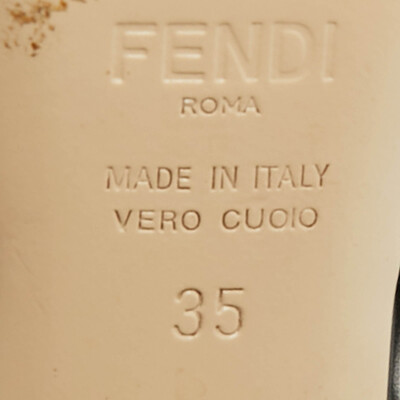 FENDI
ROMA
MADE IN ITALY
VERO CUOIO
35